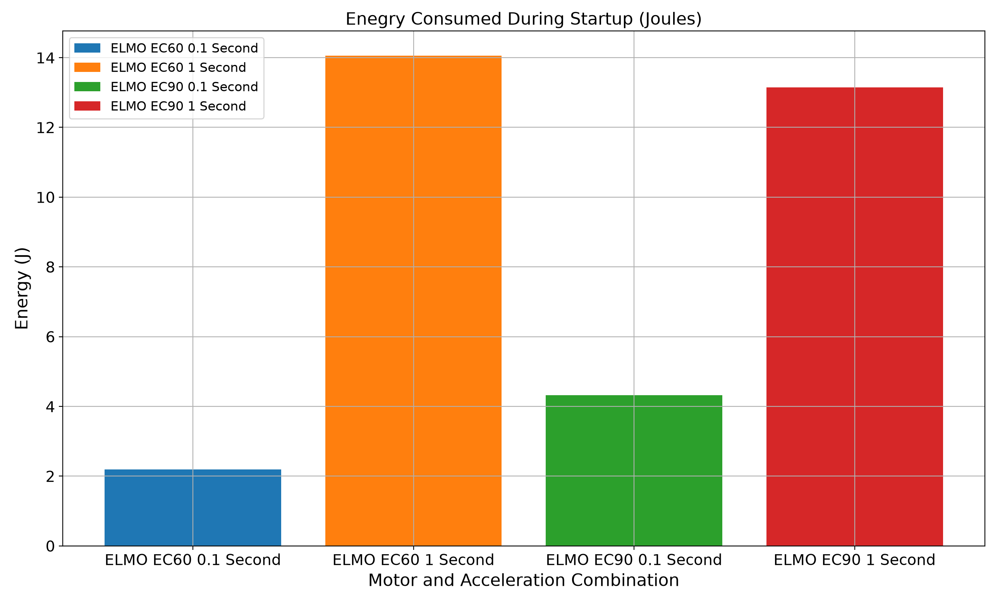 Enegry Consumed During Startup (Joules)
ELMO EC60 0.1 Second
ELMO EC60 1 Second
ELMO EC90 0.1 Second
ELMO EC90 1 Second
14
12
10
8
6
4
2
0
Energy (J)
ELMO EC60 0.1 Second
ELMO EC60 1 Second
ELMO EC90 0.1 Second
ELMO EC90 1 Second
Motor and Acceleration Combination